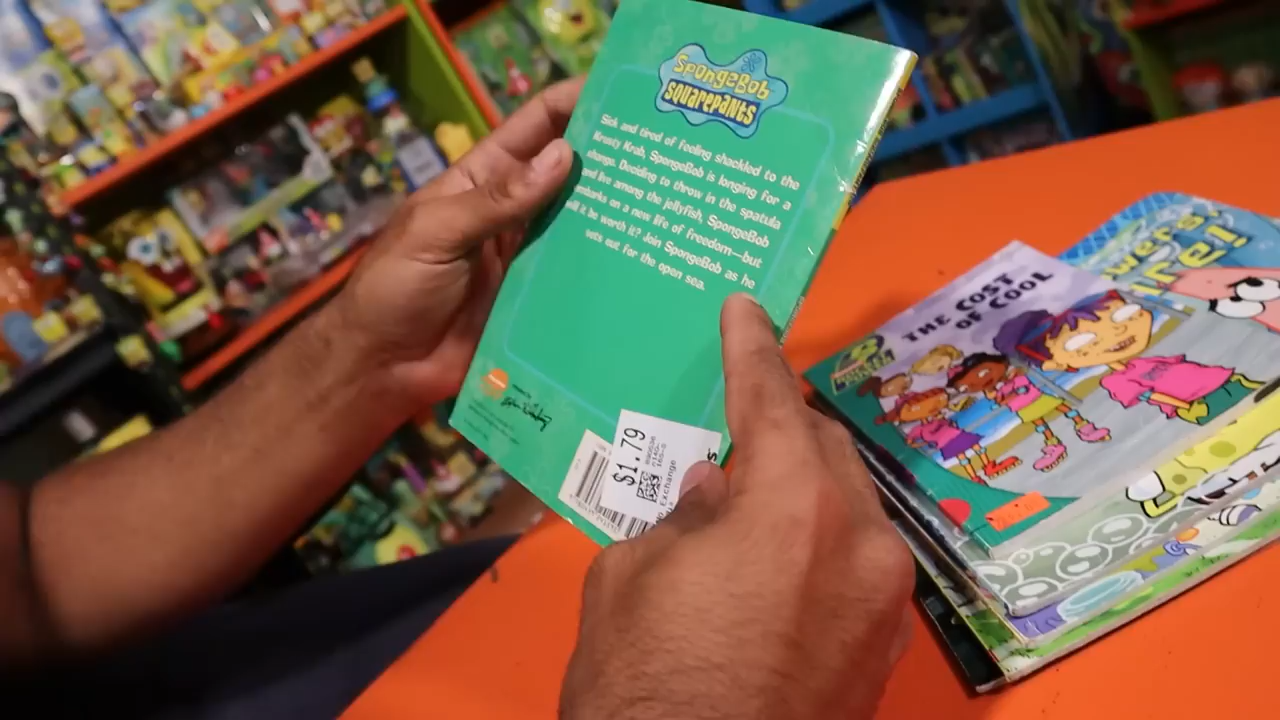 SpongeBob
squarepants
Sick and tired of feeling shackled to the
Krusty Krab, SpongeBob is longing for a
change. Deciding to throw in the spatula
and live among the jellyfish, SpongeBob
embarks on a new life of freedom—but
will it be worth it? Join SpongeBob as he
sets out for the open sea.
$1.79
Exchange
THE COST
OF COOL